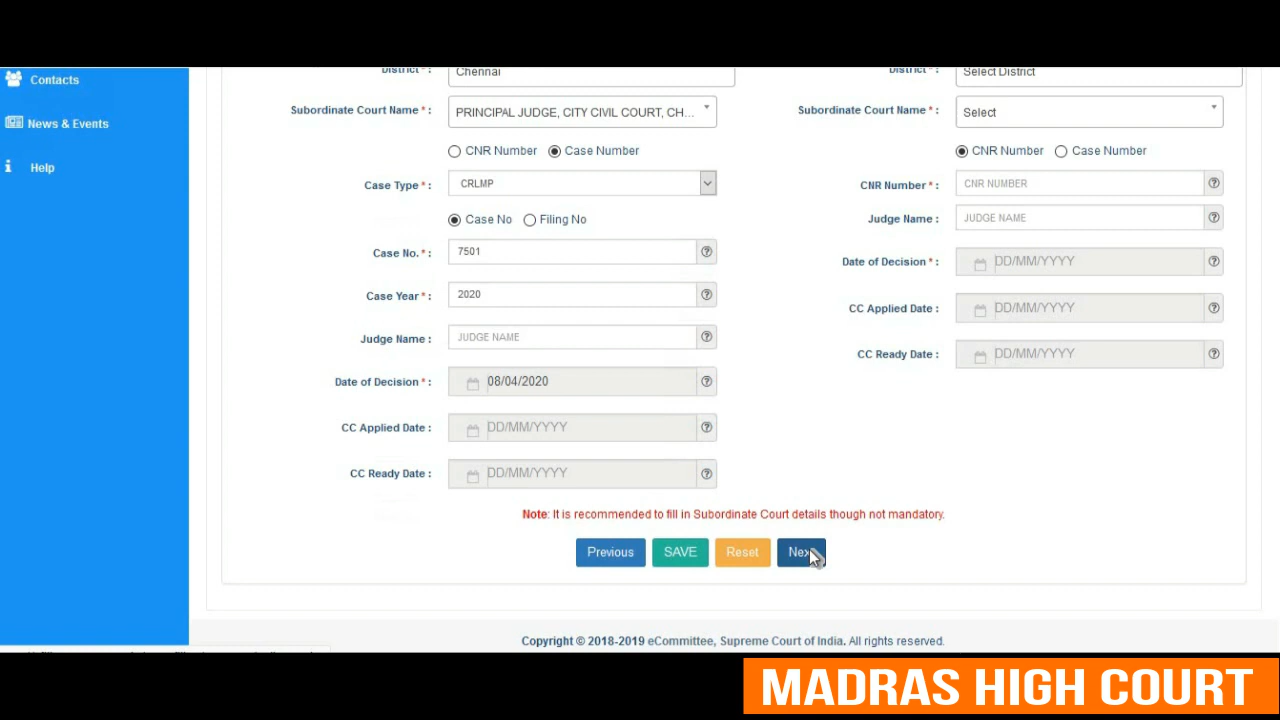 Contacts
News & Events
Help
District * :
Chennai
Subordinate Court Name * :
PRINCIPAL JUDGE, CITY CIVIL COURT, CH...
CNR Number
Case Number
Case Type * :
CRLMP
Case No
Filing No
Case No. * :
7501
Case Year * :
2020
Judge Name :
JUDGE NAME
Date of Decision * :
08/04/2020
CC Applied Date :
DD/MM/YYYY
CC Ready Date :
DD/MM/YYYY
District * :
Select District
Subordinate Court Name * :
Select
CNR Number
Case Number
CNR Number * :
CNR NUMBER
Judge Name :
JUDGE NAME
Date of Decision * :
DD/MM/YYYY
CC Applied Date :
DD/MM/YYYY
CC Ready Date :
DD/MM/YYYY
Note: It is recommended to fill in Subordinate Court details though not mandatory.
Previous
SAVE
Reset
Copyright © 2018-2019 eCommittee, Supreme Court of India. All rights reserved.
MADRAS HIGH COURT